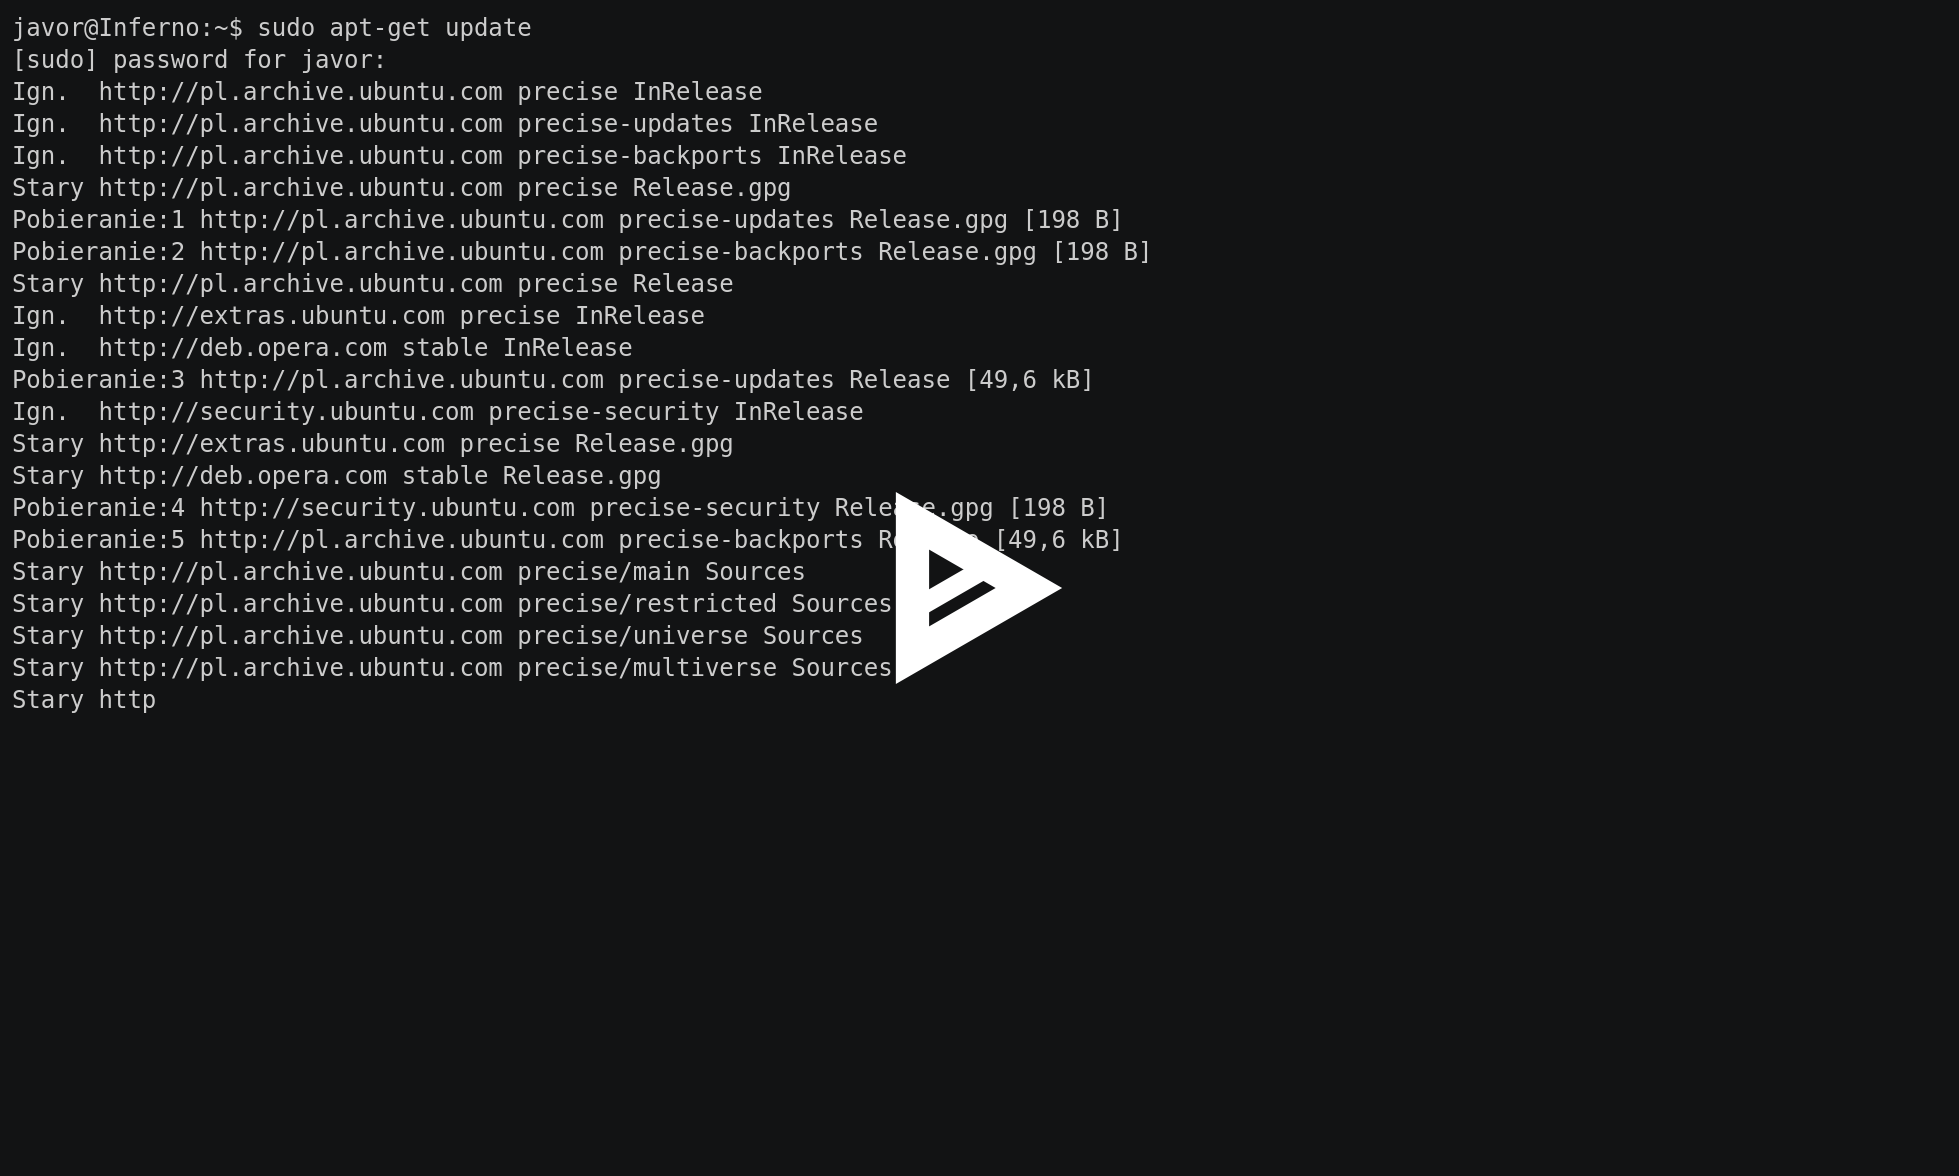 javor@Inferno:~$ sudo apt-get update
[sudo] password for javor:
Ign.  http://pl.archive.ubuntu.com precise InRelease
Ign.  http://pl.archive.ubuntu.com precise-updates InRelease
Ign.  http://pl.archive.ubuntu.com precise-backports InRelease
Stary http://pl.archive.ubuntu.com precise Release.gpg
Pobieranie:1 http://pl.archive.ubuntu.com precise-updates Release.gpg [198 B]
Pobieranie:2 http://pl.archive.ubuntu.com precise-backports Release.gpg [198 B]
Stary http://pl.archive.ubuntu.com precise Release
Ign.  http://extras.ubuntu.com precise InRelease
Ign.  http://deb.opera.com stable InRelease
Pobieranie:3 http://pl.archive.ubuntu.com precise-updates Release [49,6 kB]
Ign.  http://security.ubuntu.com precise-security InRelease
Stary http://extras.ubuntu.com precise Release.gpg
Stary http://deb.opera.com stable Release.gpg
Pobieranie:4 http://security.ubuntu.com precise-security Release.gpg [198 B]
Pobieranie:5 http://pl.archive.ubuntu.com precise-backports Release [49,6 kB]
Stary http://pl.archive.ubuntu.com precise/main Sources
Stary http://pl.archive.ubuntu.com precise/restricted Sources
Stary http://pl.archive.ubuntu.com precise/universe Sources
Stary http://pl.archive.ubuntu.com precise/multiverse Sources
Stary http